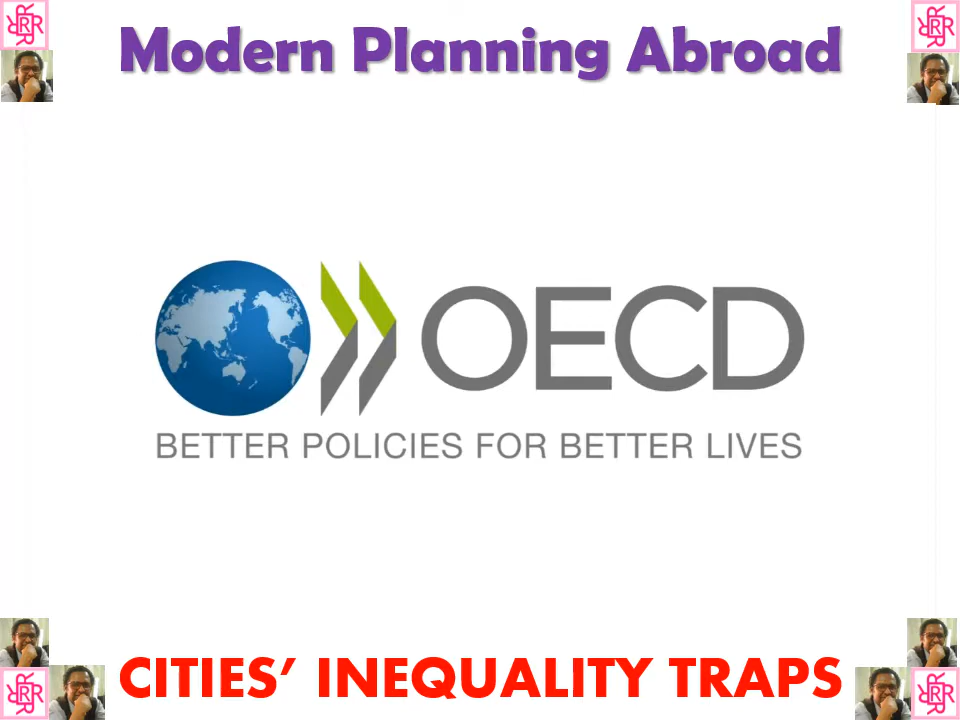 Modern Planning Abroad
OECD
BETTER POLICIES FOR BETTER LIVES
CITIES’ INEQUALITY TRAPS